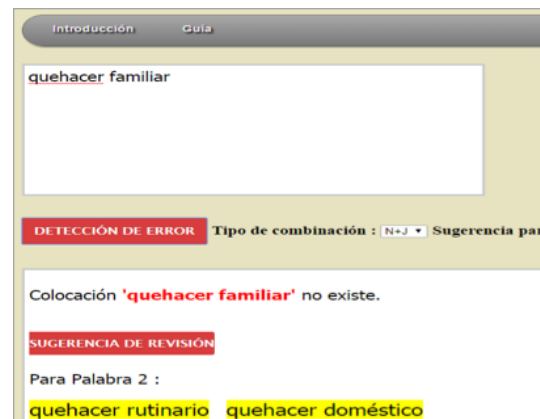 Introducción Guía
quehacer familiar
DETECCIÓN DE ERROR Tipo de combinación : N+J Sugerencia par
Colocación 'quehacer familiar' no existe.
SUGERENCIA DE REVISIÓN
Para Palabra 2 :
quehacer rutinario quehacer doméstico